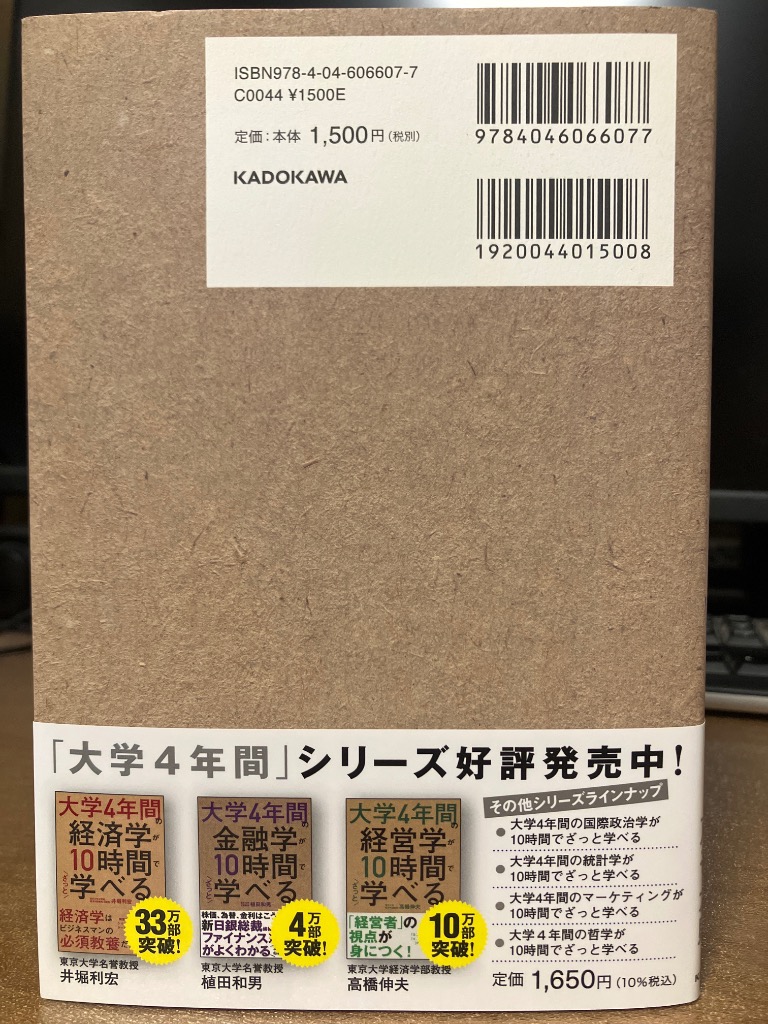 ISBN978-4-04-606607-7
C0044 ¥1500E
定価:本体 1,500円(税別)
KADOKAWA
9784046066077
1920044015008
「大学4年間」シリーズ好評発売中!
大学4年間の
経済学が
10時間で
ざっと学べる
経済学は
ビジネスマンの
必須教養
33万部突破!
東京大学名誉教授
井堀利宏
大学4年間の
金融学が
10時間で
ざっと学べる
株価、為替、金利はこう
新日銀総裁
ファイナンス
がよくわかる
4万部突破!
東京大学名誉教授
植田和男
大学4年間の
経営学が
10時間で
ざっと学べる
「経営者」の
視点が
身につく!
10万部突破!
東京大学経済学部教授
高橋伸夫
その他シリーズラインナップ
● 大学4年間の国際政治学が
10時間でざっと学べる
● 大学4年間の統計学が
10時間でざっと学べる
● 大学4年間のマーケティングが
10時間でざっと学べる
● 大学4年間の哲学が
10時間でざっと学べる
定価 1,650円(10%税込)